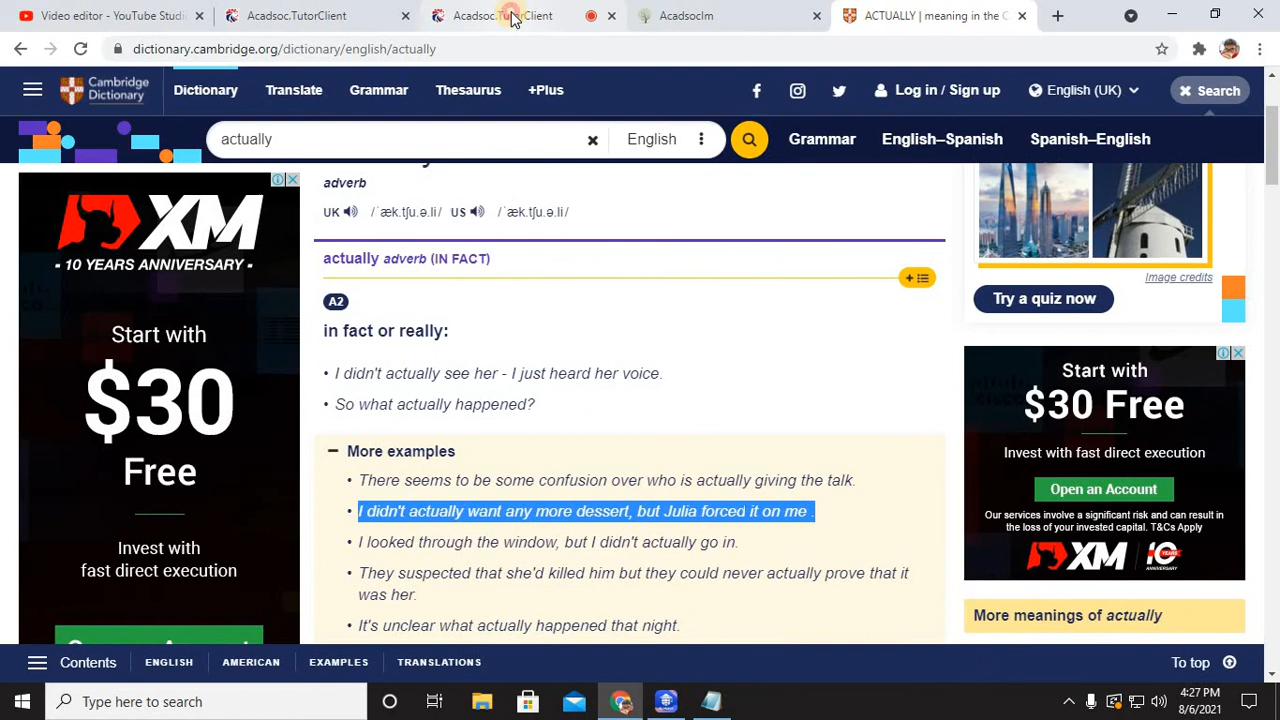 Video editor - YouTube Studi
Acadsoc.TutorClient
Acadsoc.TutorClient
AcadsocIm
ACTUALLY | meaning in the C
dictionary.cambridge.org/dictionary/english/actually
Cambridge
Dictionary
Dictionary
Translate
Grammar
Thesaurus
+Plus
Log in / Sign up
English (UK)
Search
actually
English
Grammar
English–Spanish
Spanish–English
adverb
UK /ˈæk.tʃu.ə.li/ US /ˈæk.tʃu.ə.li/
actually adverb (IN FACT)
A2
in fact or really:
• I didn't actually see her - I just heard her voice.
• So what actually happened?
More examples
• There seems to be some confusion over who is actually giving the talk.
• I didn't actually want any more dessert, but Julia forced it on me .
• I looked through the window, but I didn't actually go in.
• They suspected that she'd killed him but they could never actually prove that it
was her.
• It's unclear what actually happened that night.
XM
- 10 YEARS ANNIVERSARY -
Start with
$30
Free
Invest with
fast direct execution
Image credits
Try a quiz now
Start with
$30 Free
Invest with fast direct execution
Open an Account
Our services involve a significant risk and can result in
the loss of your invested capital. T&Cs Apply
XM
10
ANNIVERSARY
More meanings of actually
Contents
ENGLISH
AMERICAN
EXAMPLES
TRANSLATIONS
To top
Type here to search
4:27 PM
8/6/2021